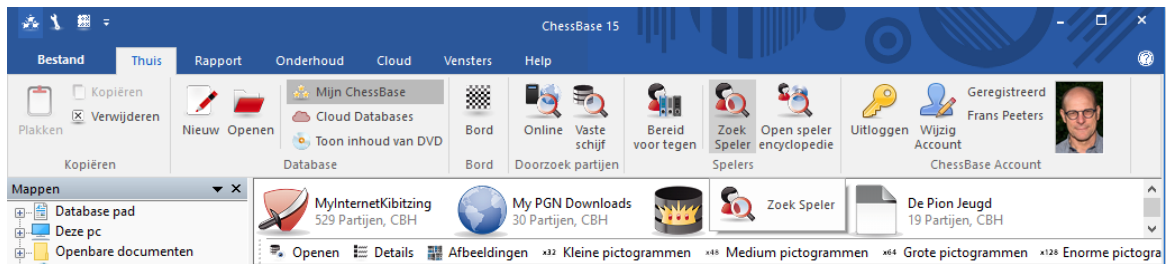 ChessBase 15
Bestand Thuis Rapport Onderhoud Cloud Vensters Help
Plakken
Kopiëren
Verwijderen
Kopiëren
Nieuw Openen
Mijn ChessBase
Cloud Databases
Toon inhoud van DVD
Database
Bord
Bord
Online
Vaste schijf
Doorzoek partijen
Bereid voor tegen
Zoek Speler
Open speler encyclopedie
Spelers
Uitloggen
Wijzig Account
Geregistreerd
Frans Peeters
ChessBase Account
Mappen
Database pad
Deze pc
Openbare documenten
MyInternetKibitzing
529 Partijen, CBH
My PGN Downloads
30 Partijen, CBH
Zoek Speler
De Pion Jeugd
19 Partijen, CBH
Openen Details Afbeeldingen x32 Kleine pictogrammen x48 Medium pictogrammen x64 Grote pictogrammen x128 Enorme pictogra